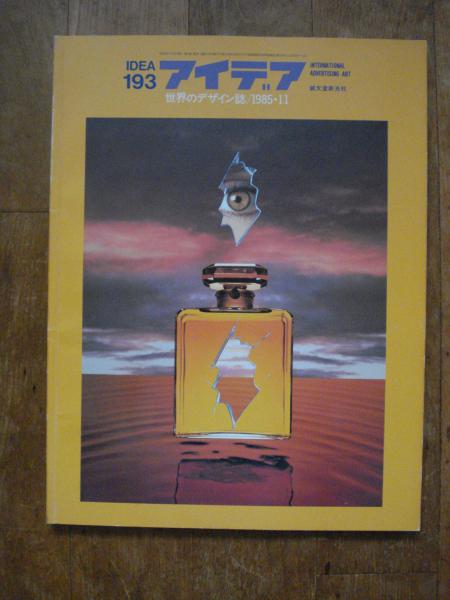 IDEA
193
アイデア
INTERNATIONAL
ADVERTISING ART
誠文堂新光社
世界のデザイン誌/1985・11